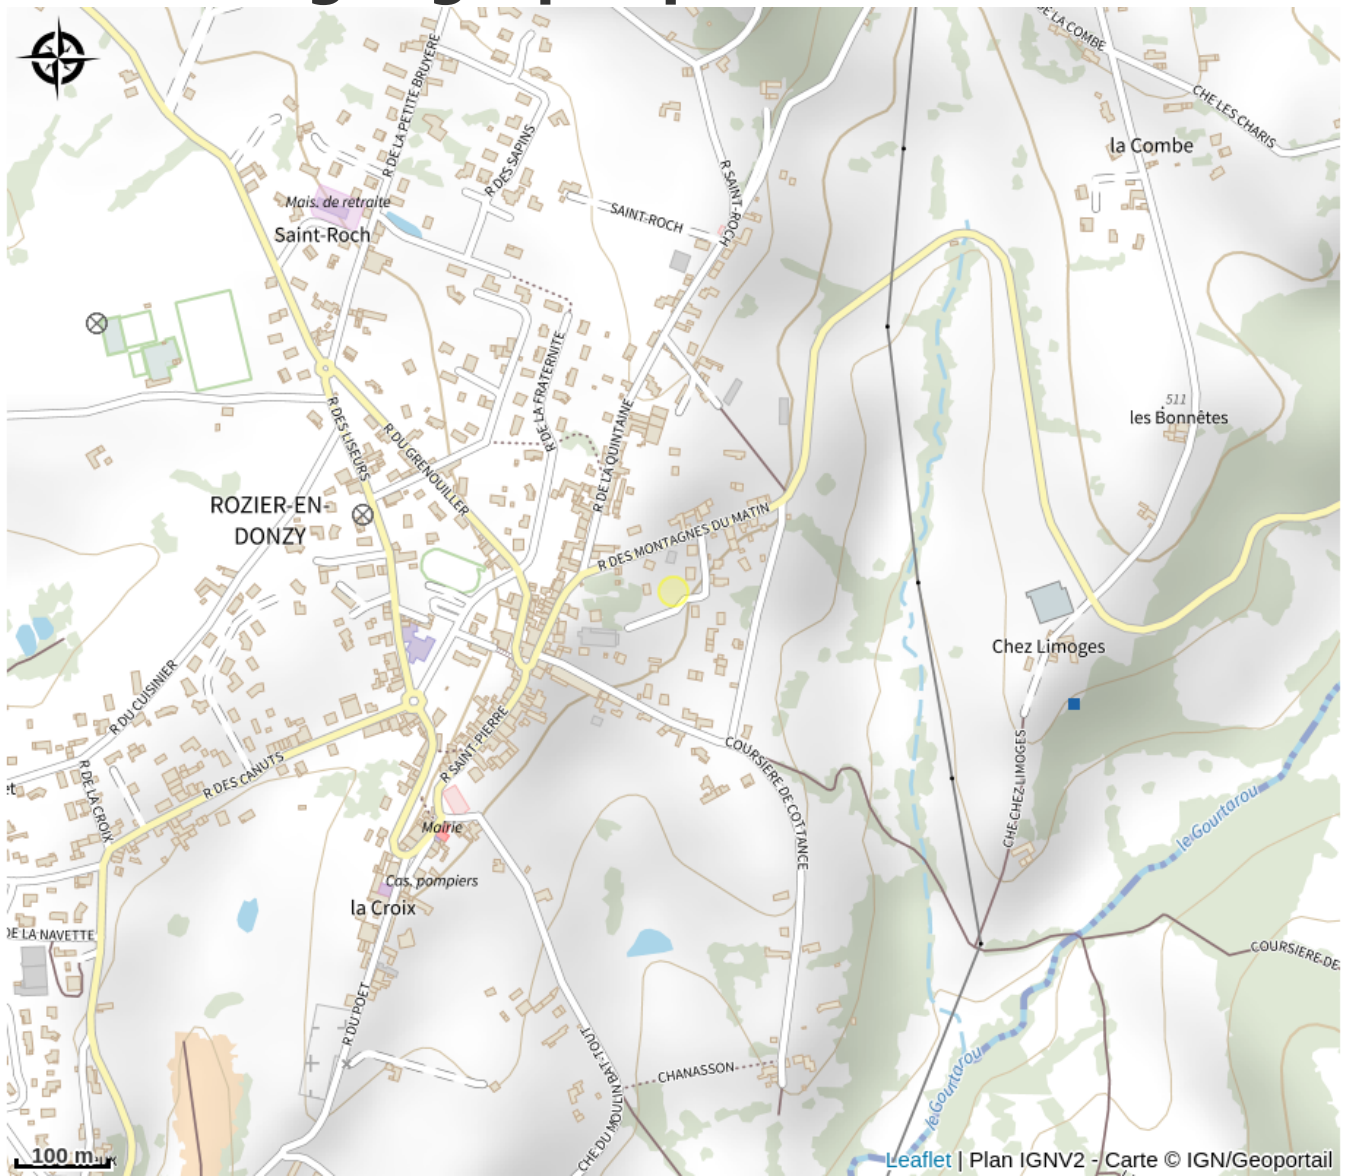 DE LA COMBE
CHE LES CHARIS
la Combe
R DE LA PETITE BRUYERE
R DES SAPINS
R SAINT-ROCH
SAINT-ROCH
Mais. de retraite
Saint-Roch
R DE LA FRATERNITE
R DE LA QUINTAINE
R DES LISEURS
R DU GRENOUILLER
511
les Bonnêtes
ROZIER-EN-
DONZY
R DES MONTAGNES DU MATIN
Chez Limoges
R DU CUISINIER
R SAINT-PIERRE
R DES CANUTS
R DE LA CROIX
et
COURSIERE DE COTTANCE
CHE CHEZ LIMOGES
le Gourtarou
Mairie
Cas. pompiers
la Croix
DE LA NAVETTE
COURSIERE DE
R DU POET
CHE DU MOULIN BAT-TOUT
CHANASSON
le Gourtarou
100 m
Leaflet | Plan IGNV2 - Carte © IGN/Geoportail